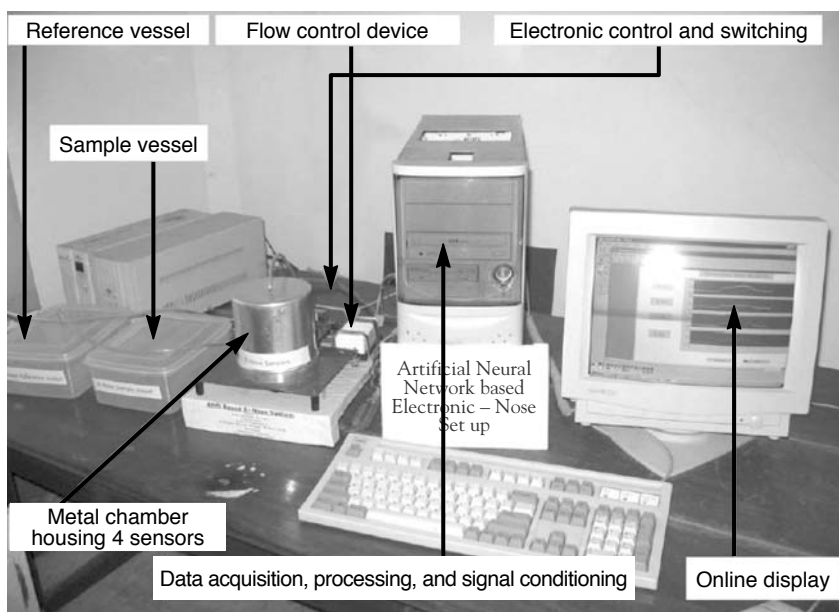 Reference vessel
Flow control device
Electronic control and switching
Sample vessel
Artificial Neural
Network based
Electronic – Nose
Set up
Metal chamber
housing 4 sensors
Data acquisition, processing, and signal conditioning
Online display